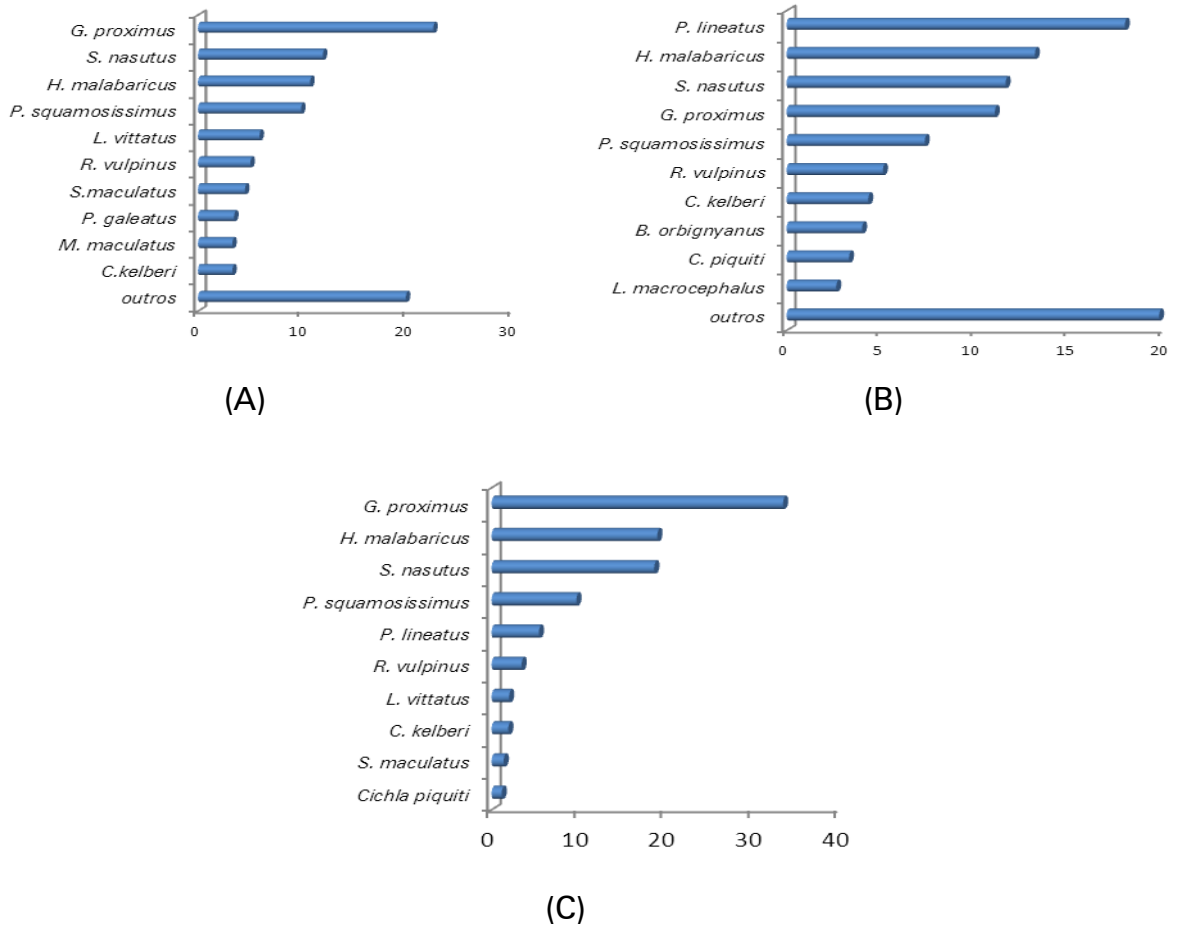 G. proximus
S. nasutus
H. malabaricus
P. squamosissimus
L. vittatus
R. vulpinus
S.maculatus
P. galeatus
M. maculatus
C.kelberi
outros
0 10 20 30
(A)
P. lineatus
H. malabaricus
S. nasutus
G. proximus
P. squamosissimus
R. vulpinus
C. kelberi
B. orbignyanus
C. piquiti
L. macrocephalus
outros
0 5 10 15 20
(B)
G. proximus
H. malabaricus
S. nasutus
P. squamosissimus
P. lineatus
R. vulpinus
L. vittatus
C. kelberi
S. maculatus
Cichla piquiti
0 10 20 30 40
(C)